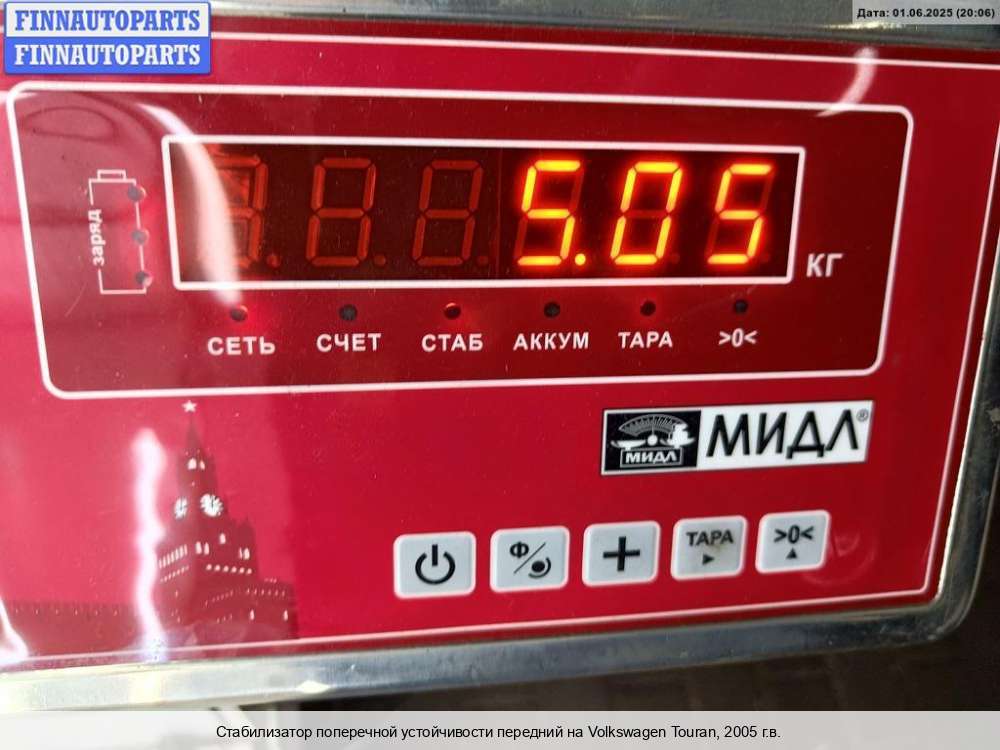 FINNAUTOPARTS
FINNAUTOPARTS
Дата: 01.06.2025 (20:06)
заряд
5.05
КГ
СЕТЬ СЧЕТ СТАБ АККУМ ТАРА >0<
МИДЛ МИДЛ®
Ф/ + ТАРА >0<
Стабилизатор поперечной устойчивости передний на Volkswagen Touran, 2005 г.в.